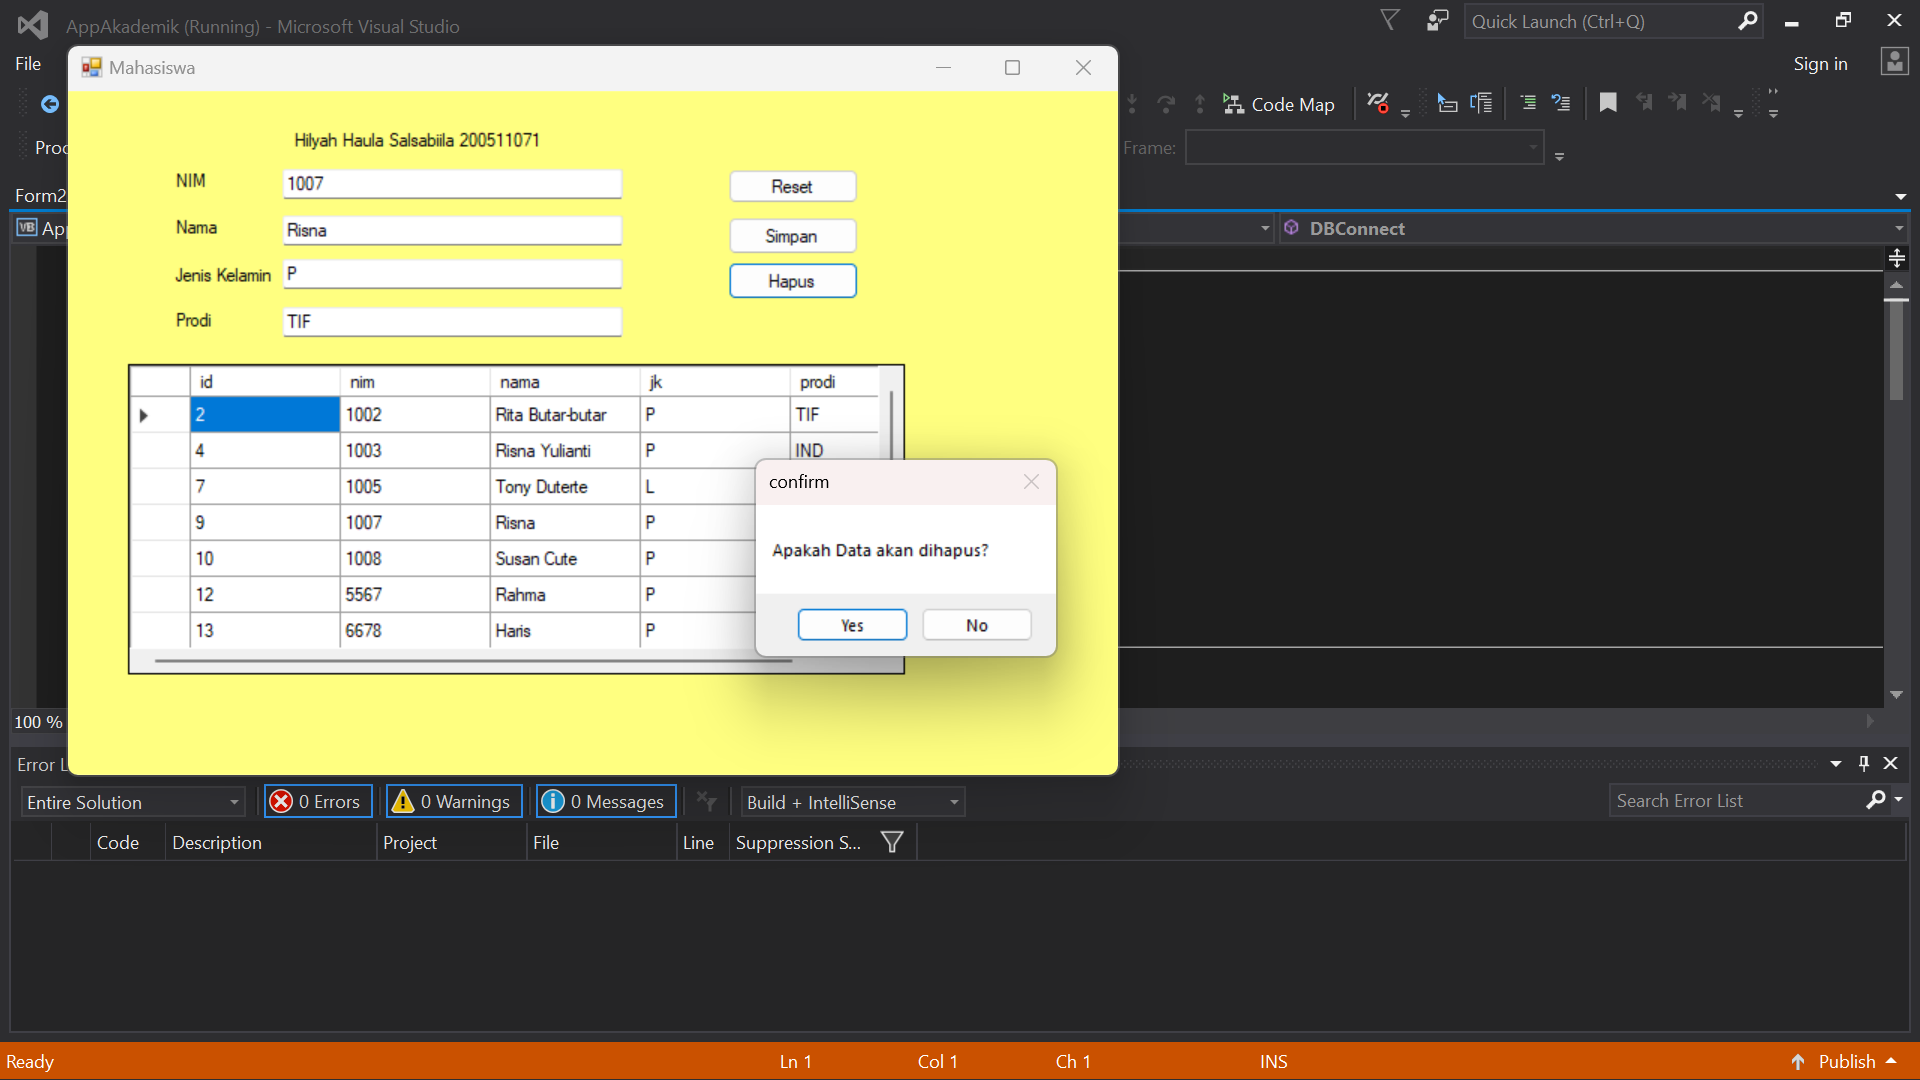 AppAkademik (Running) - Microsoft Visual Studio
Quick Launch (Ctrl+Q)
File
Sign in
Mahasiswa
Code Map
Proc
Frame:
Form2
VB App
DBConnect
Hilyah Haula Salsabiila 200511071
NIM 1007 Reset
Nama Risna Simpan
Jenis Kelamin P Hapus
Prodi TIF
id nim nama jk prodi
2 1002 Rita Butar-butar P TIF
4 1003 Risna Yulianti P IND
7 1005 Tony Duterte L
9 1007 Risna P
10 1008 Susan Cute P
12 5567 Rahma P
13 6678 Haris P
confirm
Apakah Data akan dihapus?
Yes No
100 %
Error L
Entire Solution 0 Errors 0 Warnings 0 Messages Build + IntelliSense Search Error List
Code Description Project File Line Suppression S...
Ready Ln 1 Col 1 Ch 1 INS Publish